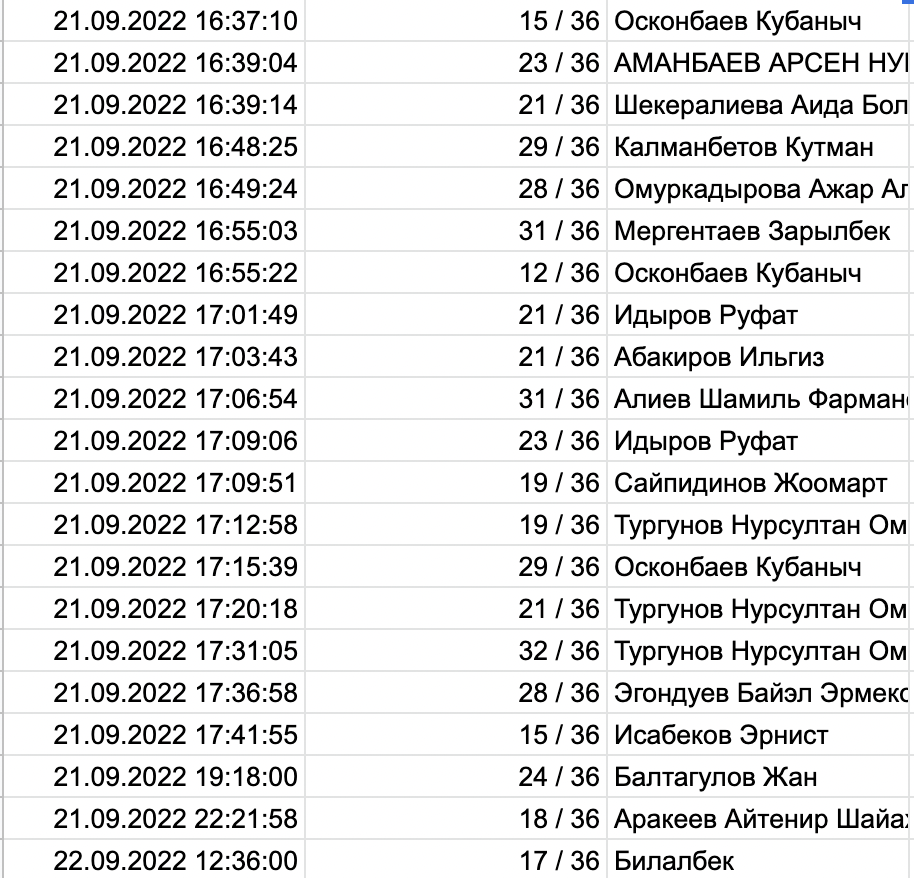 21.09.2022 16:37:10 15 / 36 Осконбаев Кубаныч
21.09.2022 16:39:04 23 / 36 АМАНБАЕВ АРСЕН
21.09.2022 16:39:14 21 / 36 Шекералиева Аида Бол
21.09.2022 16:48:25 29 / 36 Калманбетов Кутман
21.09.2022 16:49:24 28 / 36 Омуркадырова Ажар Ал
21.09.2022 16:55:03 31 / 36 Мергентаев Зарылбек
21.09.2022 16:55:22 12 / 36 Осконбаев Кубаныч
21.09.2022 17:01:49 21 / 36 Идыров Руфат
21.09.2022 17:03:43 21 / 36 Абакиров Ильгиз
21.09.2022 17:06:54 31 / 36 Алиев Шамиль Фарман
21.09.2022 17:09:06 23 / 36 Идыров Руфат
21.09.2022 17:09:51 19 / 36 Сайпидинов Жоомарт
21.09.2022 17:12:58 19 / 36 Тургунов Нурсултан Ом
21.09.2022 17:15:39 29 / 36 Осконбаев Кубаныч
21.09.2022 17:20:18 21 / 36 Тургунов Нурсултан Ом
21.09.2022 17:31:05 32 / 36 Тургунов Нурсултан Ом
21.09.2022 17:36:58 28 / 36 Эгондуев Байэл Эрмек
21.09.2022 17:41:55 15 / 36 Исабеков Эрнист
21.09.2022 19:18:00 24 / 36 Балтагулов Жан
21.09.2022 22:21:58 18 / 36 Аракеев Айтенир Шайа
22.09.2022 12:36:00 17 / 36 Билалбек